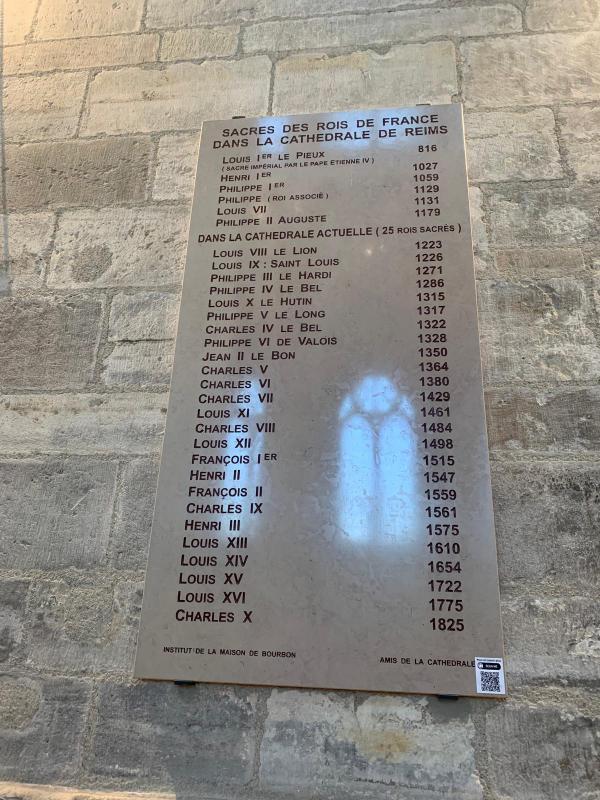 SACRES DES ROIS DE FRANCE
DANS LA CATHEDRALE DE REIMS
LOUIS IER LE PIEUX 816
(SACRE IMPÉRIAL PAR LE PAPE ÉTIENNE IV)
HENRI IER 1027
PHILIPPE IER 1059
PHILIPPE (ROI ASSOCIÉ) 1129
LOUIS VII 1131
PHILIPPE II AUGUSTE 1179
DANS LA CATHEDRALE ACTUELLE (25 ROIS SACRÉS)
LOUIS VIII LE LION 1223
LOUIS IX : SAINT LOUIS 1226
PHILIPPE III LE HARDI 1271
PHILIPPE IV LE BEL 1286
LOUIS X LE HUTIN 1315
PHILIPPE V LE LONG 1317
CHARLES IV LE BEL 1322
PHILIPPE VI DE VALOIS 1328
JEAN II LE BON 1350
CHARLES V 1364
CHARLES VI 1380
CHARLES VII 1429
LOUIS XI 1461
CHARLES VIII 1484
LOUIS XII 1498
FRANÇOIS IER 1515
HENRI II 1547
FRANÇOIS II 1559
CHARLES IX 1561
HENRI III 1575
LOUIS XIII 1610
LOUIS XIV 1654
LOUIS XV 1722
LOUIS XVI 1775
CHARLES X 1825
INSTITUT DE LA MAISON DE BOURBON
AMIS DE LA CATHEDRALE